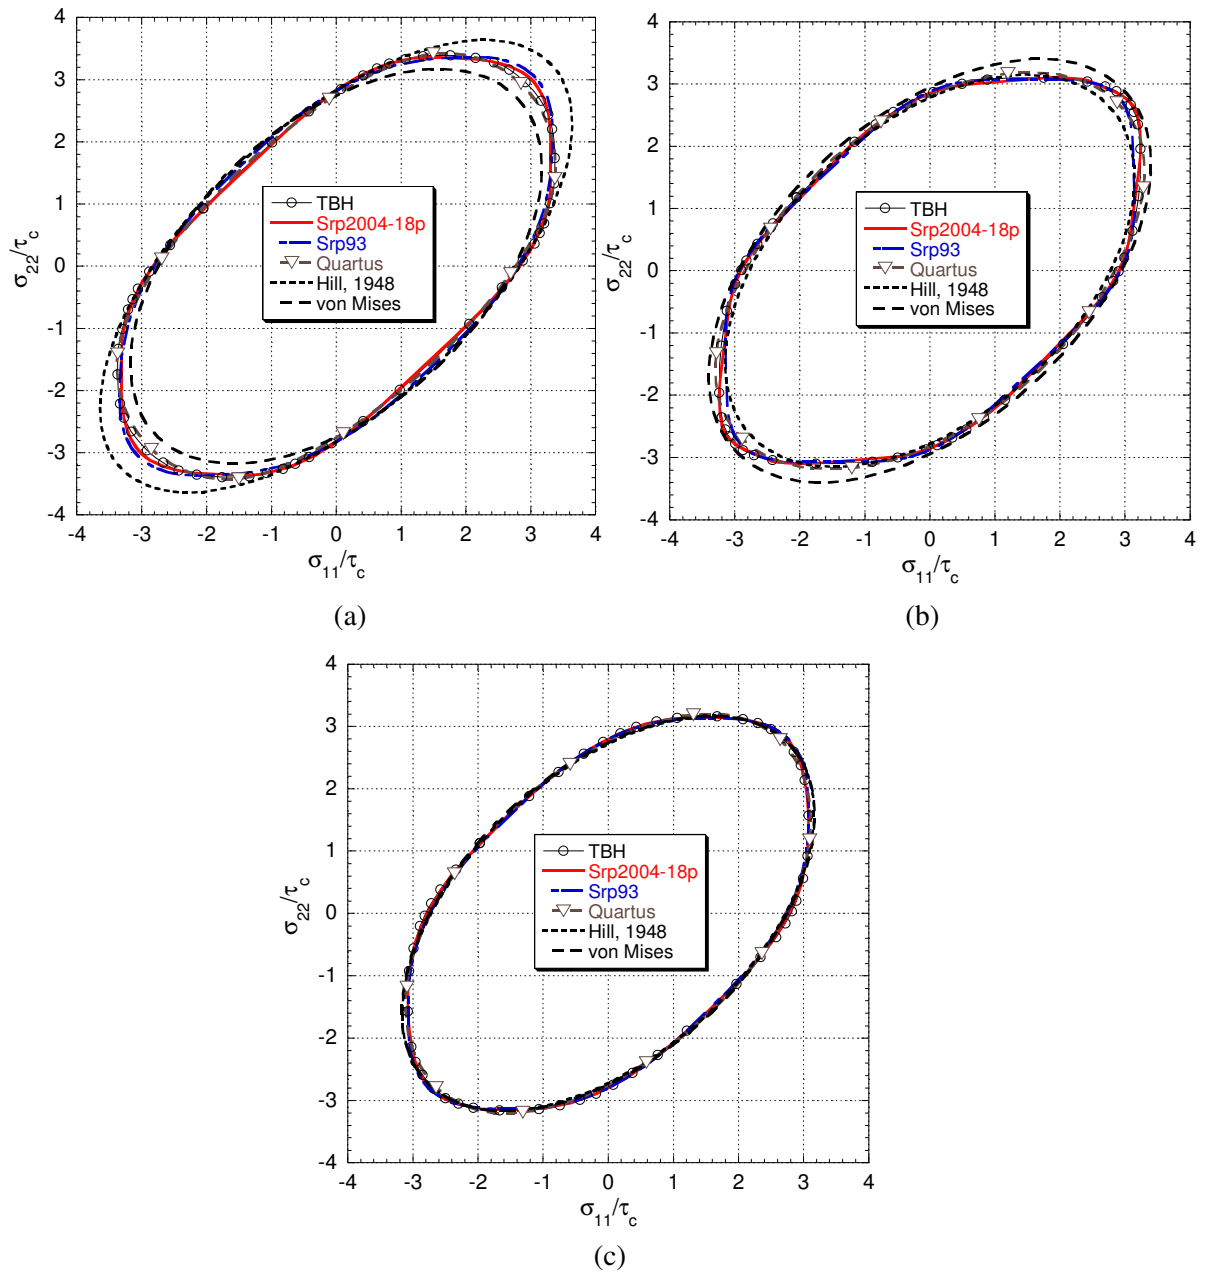 4
3
2
1
0
-1
-2
-3
-4
-4 -3 -2 -1 0 1 2 3 4
σ22/τc
σ11/τc
TBH
Srp2004-18p
Srp93
Quartus
Hill, 1948
von Mises
(a)
4
3
2
1
0
-1
-2
-3
-4
-4 -3 -2 -1 0 1 2 3 4
σ22/τc
σ11/τc
TBH
Srp2004-18p
Srp93
Quartus
Hill, 1948
von Mises
(b)
4
3
2
1
0
-1
-2
-3
-4
-4 -3 -2 -1 0 1 2 3 4
σ22/τc
σ11/τc
TBH
Srp2004-18p
Srp93
Quartus
Hill, 1948
von Mises
(c)